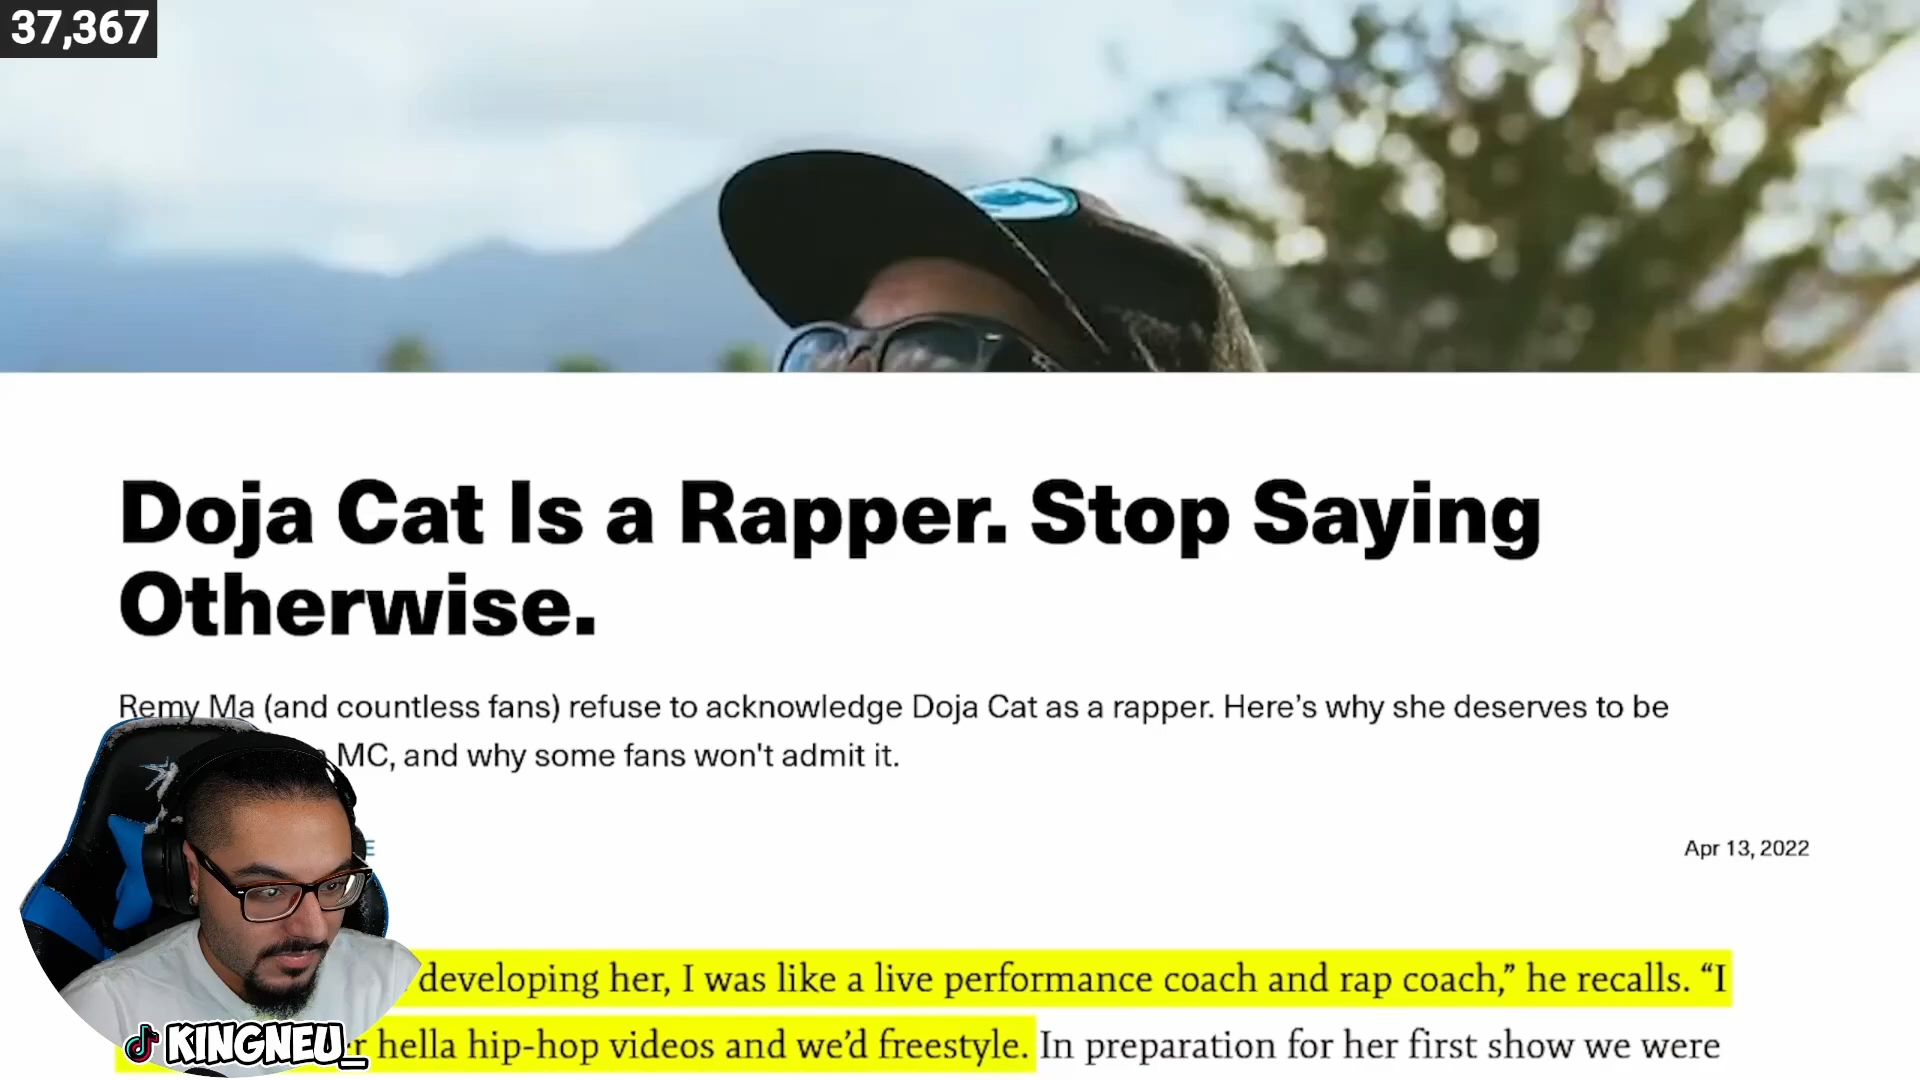 37,367
Doja Cat Is a Rapper. Stop Saying
Otherwise.
Remy Ma (and countless fans) refuse to acknowledge Doja Cat as a rapper. Here’s why she deserves to be
MC, and why some fans won't admit it.
Apr 13, 2022
developing her, I was like a live performance coach and rap coach,” he recalls. “I
hella hip-hop videos and we’d freestyle. In preparation for her first show we were
KINGNEU_